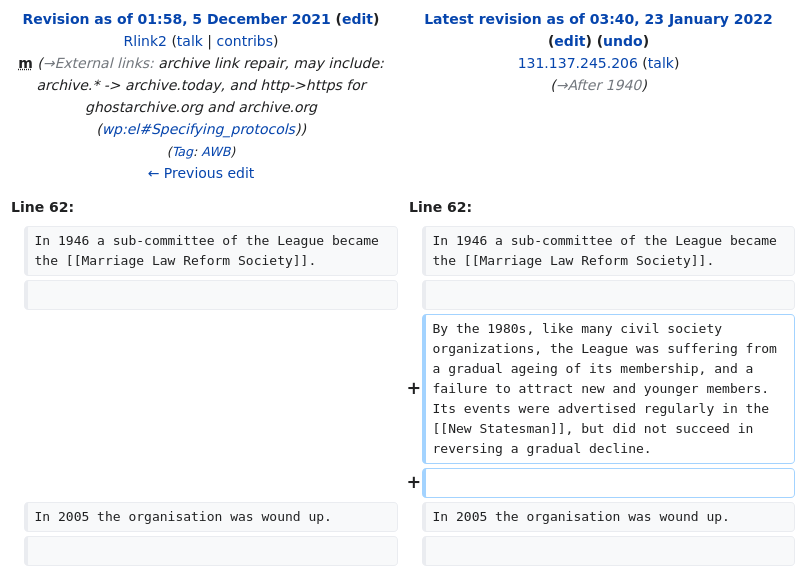 Revision as of 01:58, 5 December 2021 (edit)
Rlink2 (talk | contribs)
m (→External links: archive link repair, may include:
archive.* -> archive.today, and http->https for
ghostarchive.org and archive.org
(wp:el#Specifying_protocols))
(Tag: AWB)
← Previous edit
Latest revision as of 03:40, 23 January 2022
(edit) (undo)
131.137.245.206 (talk)
(→After 1940)
Line 62:
Line 62:
In 1946 a sub-committee of the League became
the [[Marriage Law Reform Society]].
In 1946 a sub-committee of the League became
the [[Marriage Law Reform Society]].
+
By the 1980s, like many civil society
organizations, the League was suffering from
a gradual ageing of its membership, and a
failure to attract new and younger members.
Its events were advertised regularly in the
[[New Statesman]], but did not succeed in
reversing a gradual decline.
+
In 2005 the organisation was wound up.
In 2005 the organisation was wound up.